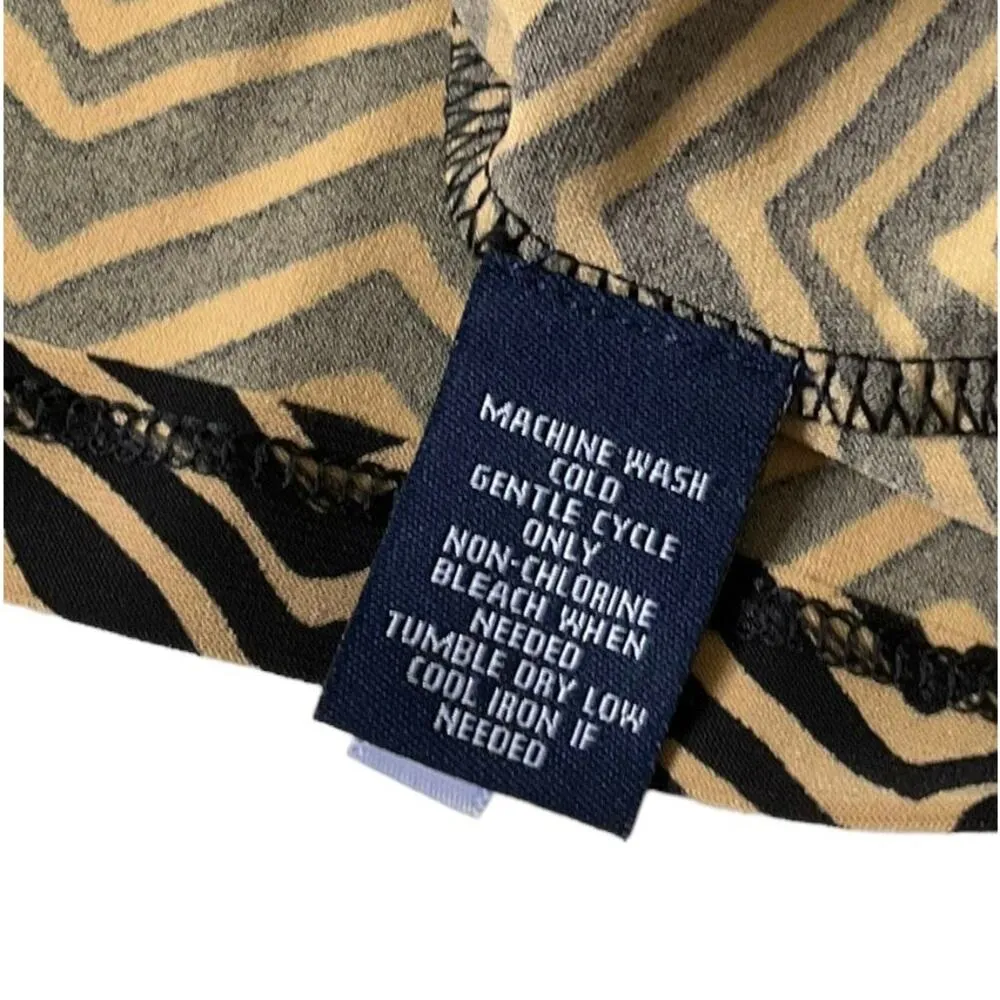 MACHINE WASH
COLD
GENTLE CYCLE
ONLY
NON-CHLORINE
BLEACH WHEN
NEEDED
TUMBLE DRY LOW
COOL IRON IF
NEEDED